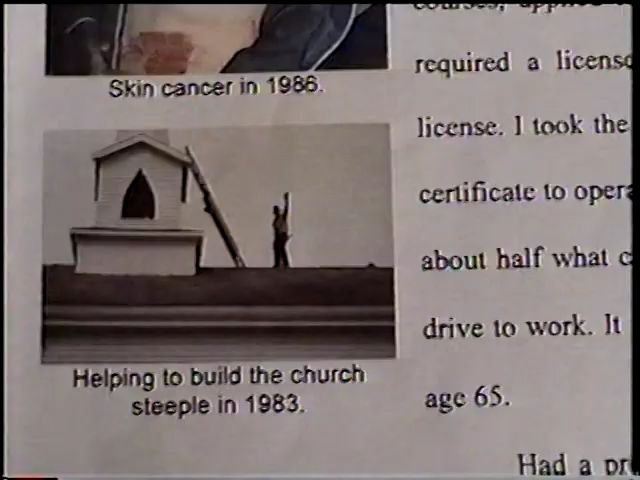 Skin cancer in 1986.
Helping to build the church
steeple in 1983.
required a license
license. I took the
certificate to opera
about half what c
drive to work. It
age 65.
Had a pr